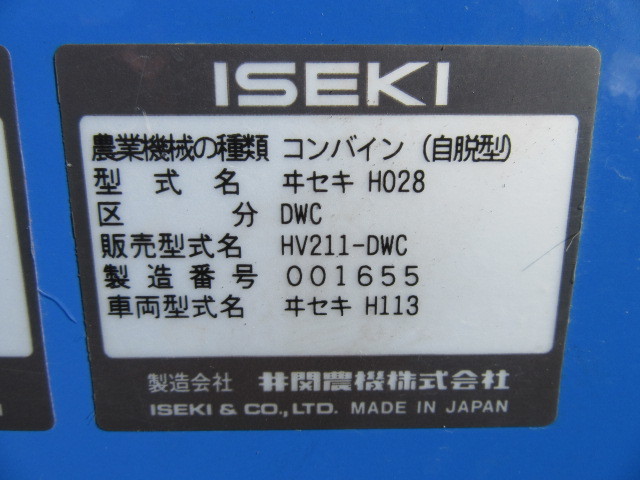 ISEKI
農業機械の種類 コンバイン(自脱型)
型式名 ヰセキ H028
区分 DWC
販売型式名 HV211-DWC
製造番号 001655
車両型式名 ヰセキ H113
製造会社 井関農機株式会社
ISEKI & CO., LTD. MADE IN JAPAN